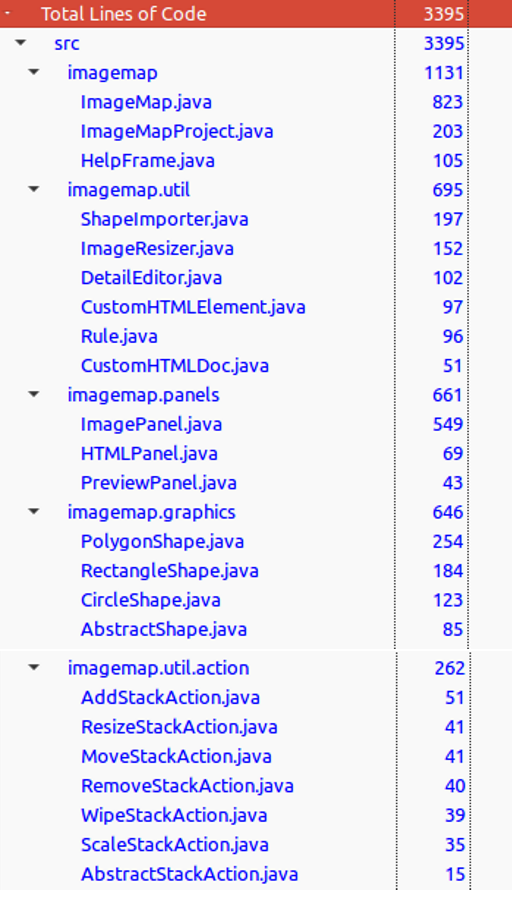 Total Lines of Code 3395
src 3395
imagemap 1131
ImageMap.java 823
ImageMapProject.java 203
HelpFrame.java 105
imagemap.util 695
ShapeImporter.java 197
ImageResizer.java 152
DetailEditor.java 102
CustomHTMLElement.java 97
Rule.java 96
CustomHTMLDoc.java 51
imagemap.panels 661
ImagePanel.java 549
HTMLPanel.java 69
PreviewPanel.java 43
imagemap.graphics 646
PolygonShape.java 254
RectangleShape.java 184
CircleShape.java 123
AbstractShape.java 85
imagemap.util.action 262
AddStackAction.java 51
ResizeStackAction.java 41
MoveStackAction.java 41
RemoveStackAction.java 40
WipeStackAction.java 39
ScaleStackAction.java 35
AbstractStackAction.java 15